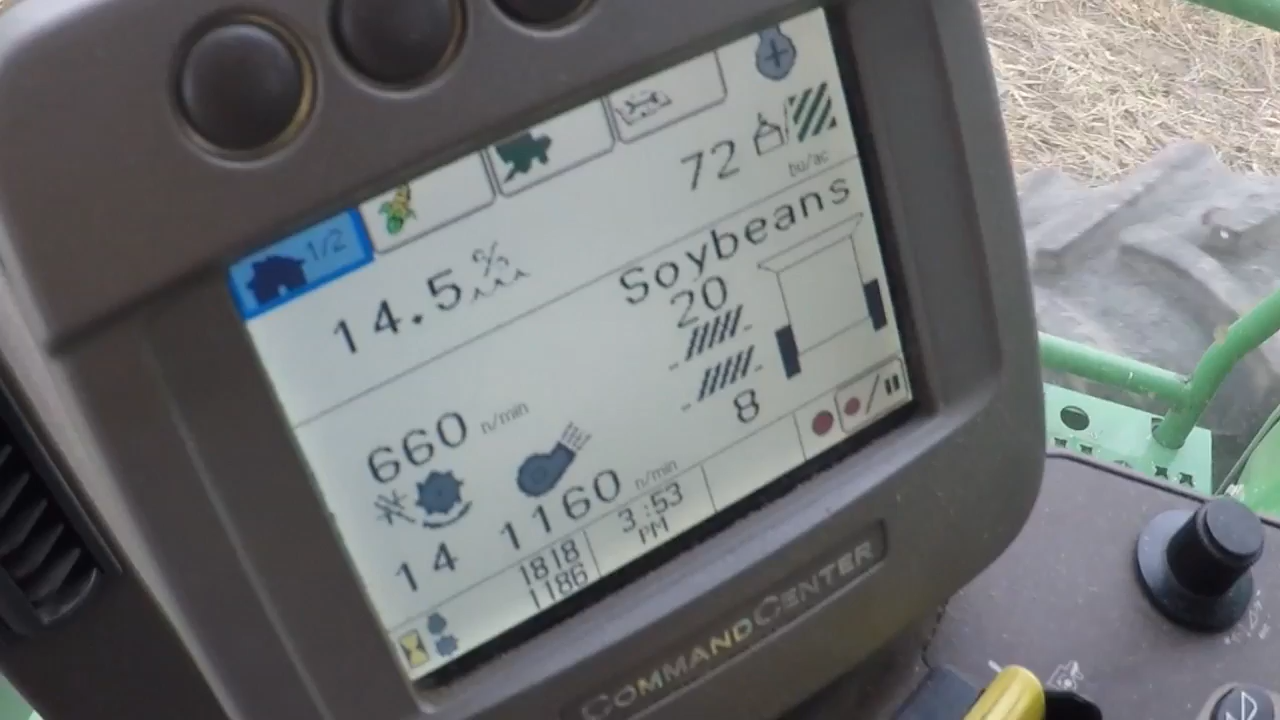 1/2
72
bu/ac
14.5 %
Soybeans
20
8
660 n/min
1160 n/min
14
1818
1186
3:53
PM
COMMANDCENTER